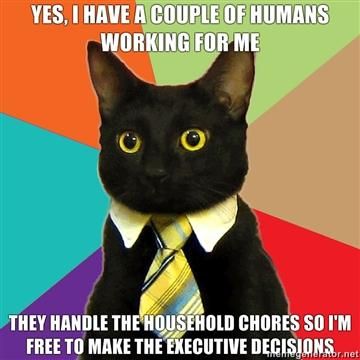 YES, I HAVE A COUPLE OF HUMANS
WORKING FOR ME
THEY HANDLE THE HOUSEHOLD CHORES SO I'M
FREE TO MAKE THE EXECUTIVE DECISIONS
memegenerator.net